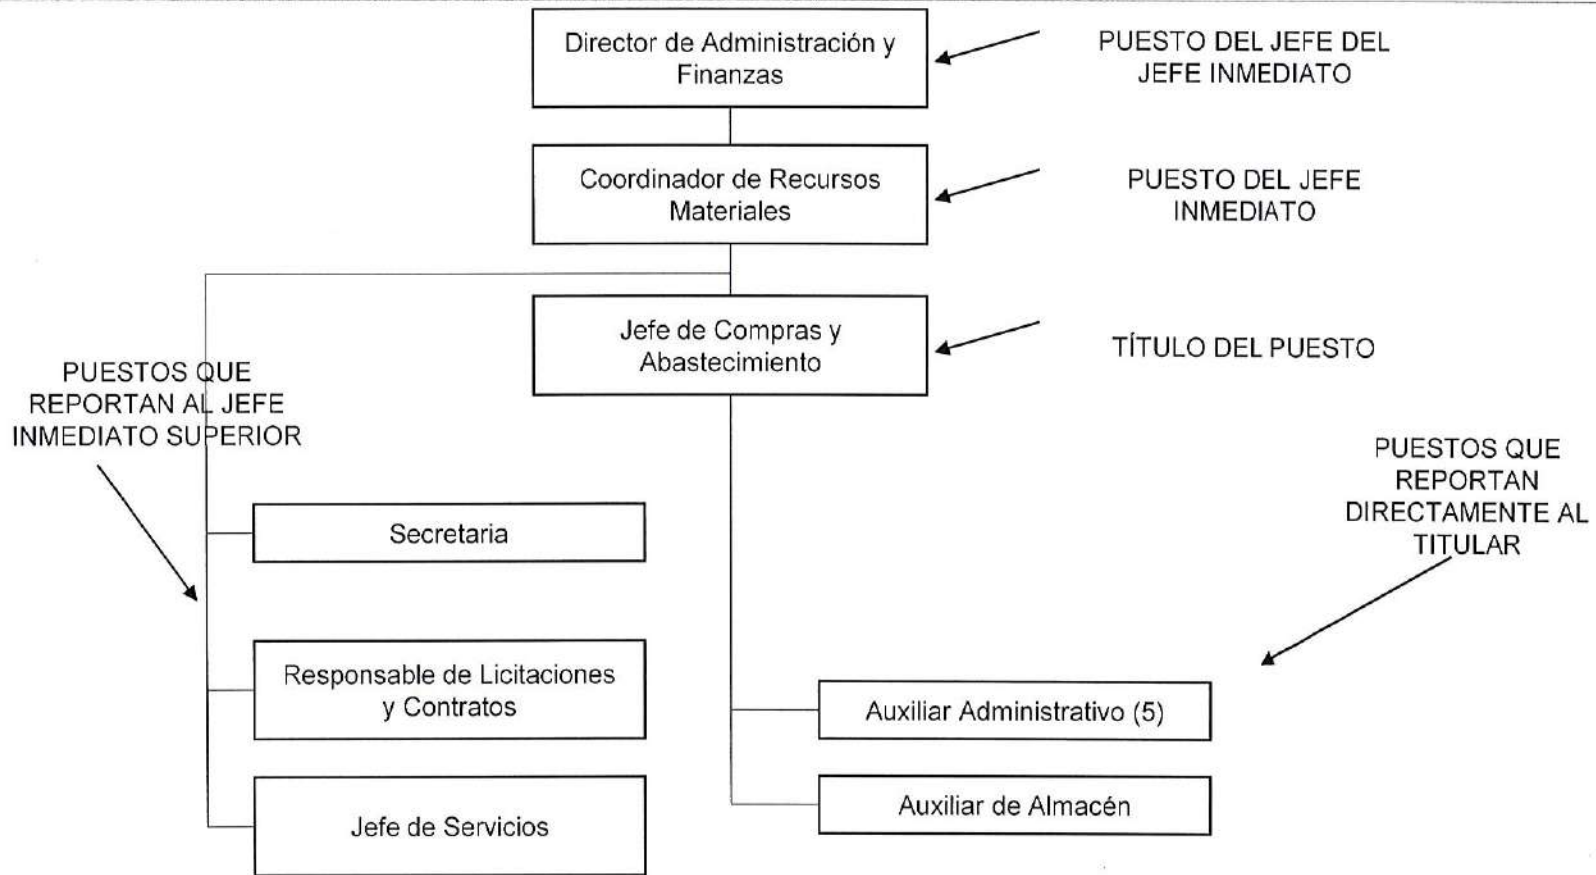 Director de Administración y
Finanzas
PUESTO DEL JEFE DEL
JEFE INMEDIATO
Coordinador de Recursos
Materiales
PUESTO DEL JEFE
INMEDIATO
Jefe de Compras y
Abastecimiento
TÍTULO DEL PUESTO
PUESTOS QUE
REPORTAN AL JEFE
INMEDIATO SUPERIOR
PUESTOS QUE
REPORTAN
DIRECTAMENTE AL
TITULAR
Secretaria
Responsable de Licitaciones
y Contratos
Jefe de Servicios
Auxiliar Administrativo (5)
Auxiliar de Almacén